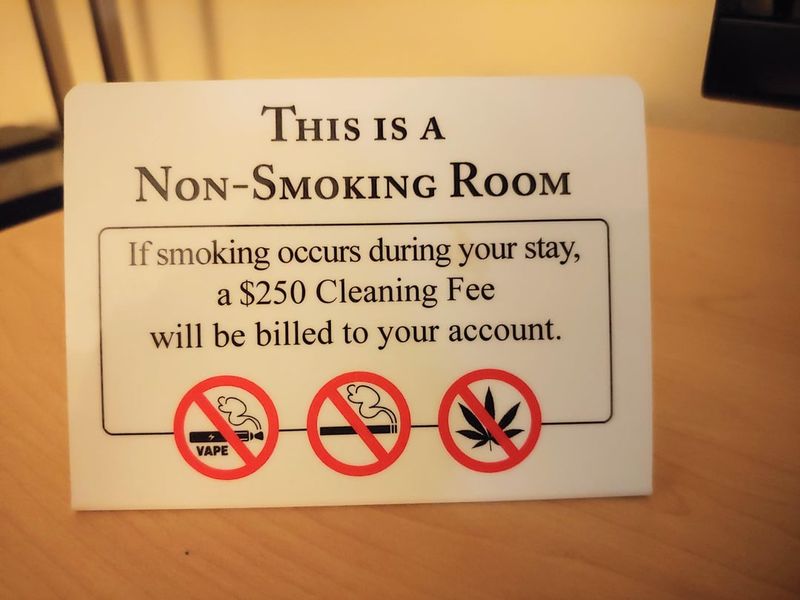 This is a
Non-Smoking Room
If smoking occurs during your stay,
a $250 Cleaning Fee
will be billed to your account.
VAPE